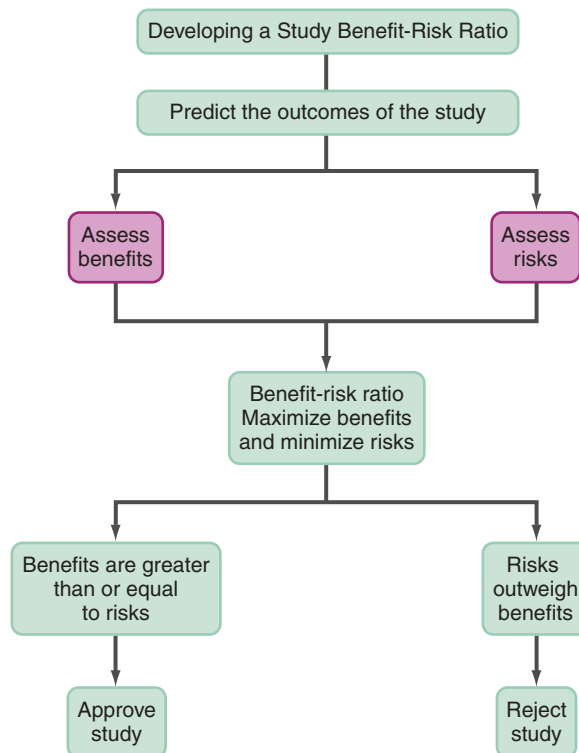 Developing a Study Benefit-Risk Ratio
Predict the outcomes of the study
Assess
benefits
Assess
risks
Benefit-risk ratio
Maximize benefits
and minimize risks
Benefits are greater
than or equal
to risks
Risks
outweigh
benefits
Approve
study
Reject
study